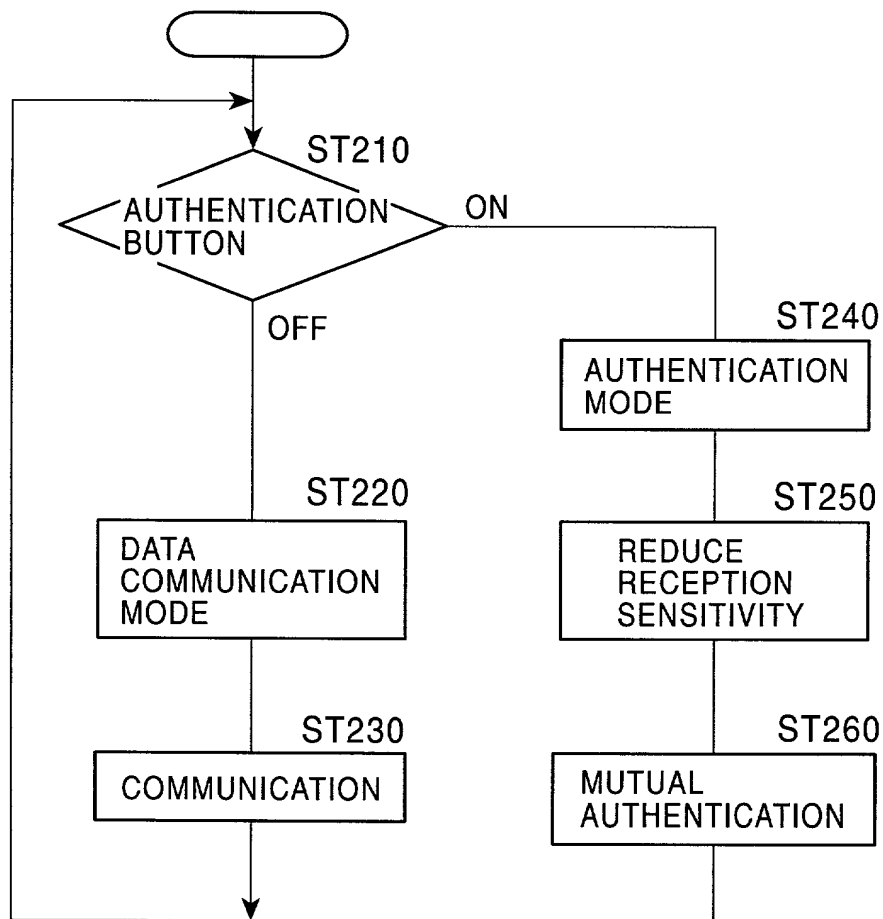 ST210
AUTHENTICATION
BUTTON
ON
OFF
ST220
DATA
COMMUNICATION
MODE
ST230
COMMUNICATION
ST240
AUTHENTICATION
MODE
ST250
REDUCE
RECEPTION
SENSITIVITY
ST260
MUTUAL
AUTHENTICATION